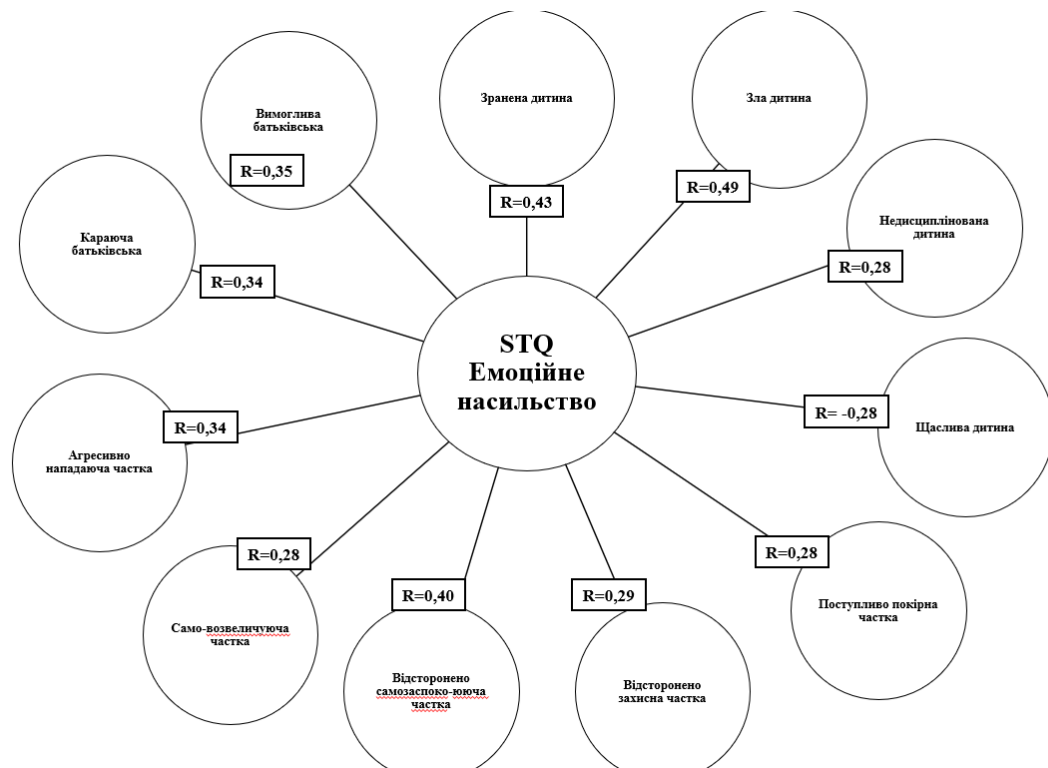 STQ
Емоційне
насильство
Зранена дитина
R=0,43
Зла дитина
R=0,49
Недисциплінована
дитина
R=0,28
Щаслива дитина
R= -0,28
Поступливо покірна
частка
R=0,28
Відсторонено
захисна частка
R=0,29
Відсторонено
самозаспоко-ююча
частка
R=0,40
Само-возвеличуюча
частка
R=0,28
Агресивно
нападаюча частка
R=0,34
Караюча
батьківська
R=0,34
Вимоглива
батьківська
R=0,35